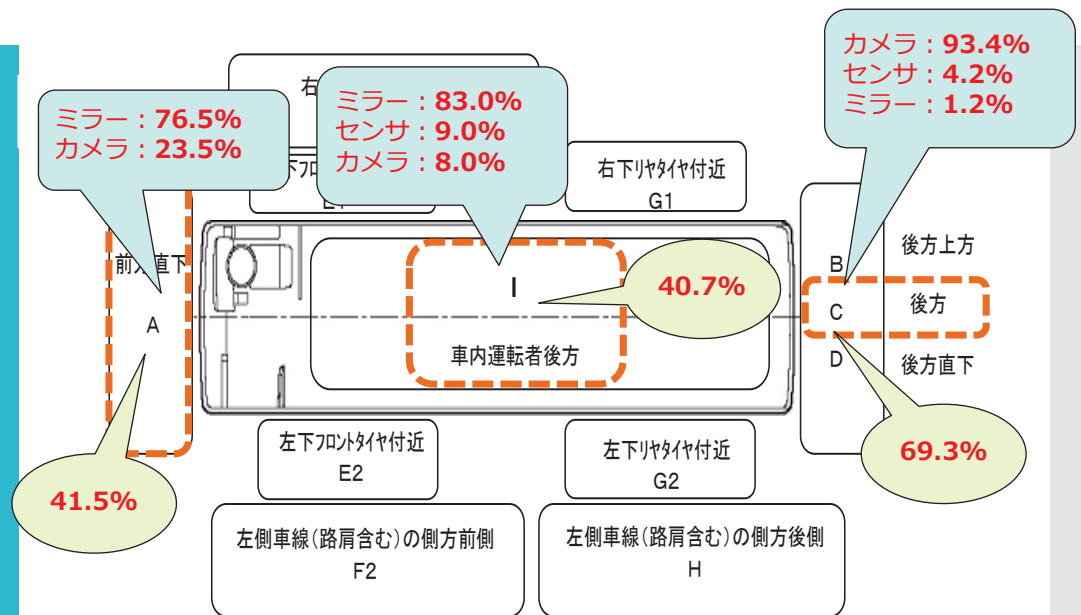 カメラ：93.4%
センサ：4.2%
ミラー：1.2%
ミラー：76.5%
カメラ：23.5%
ミラー：83.0%
センサ：9.0%
カメラ：8.0%
右
右下リヤタイヤ付近
G1
前方直下
A
I
40.7%
車内運転者後方
B
後方上方
C
後方
D
後方直下
左下フロントタイヤ付近
E2
左下リヤタイヤ付近
G2
69.3%
41.5%
左側車線（路肩含む）の側方前側
F2
左側車線（路肩含む）の側方後側
H